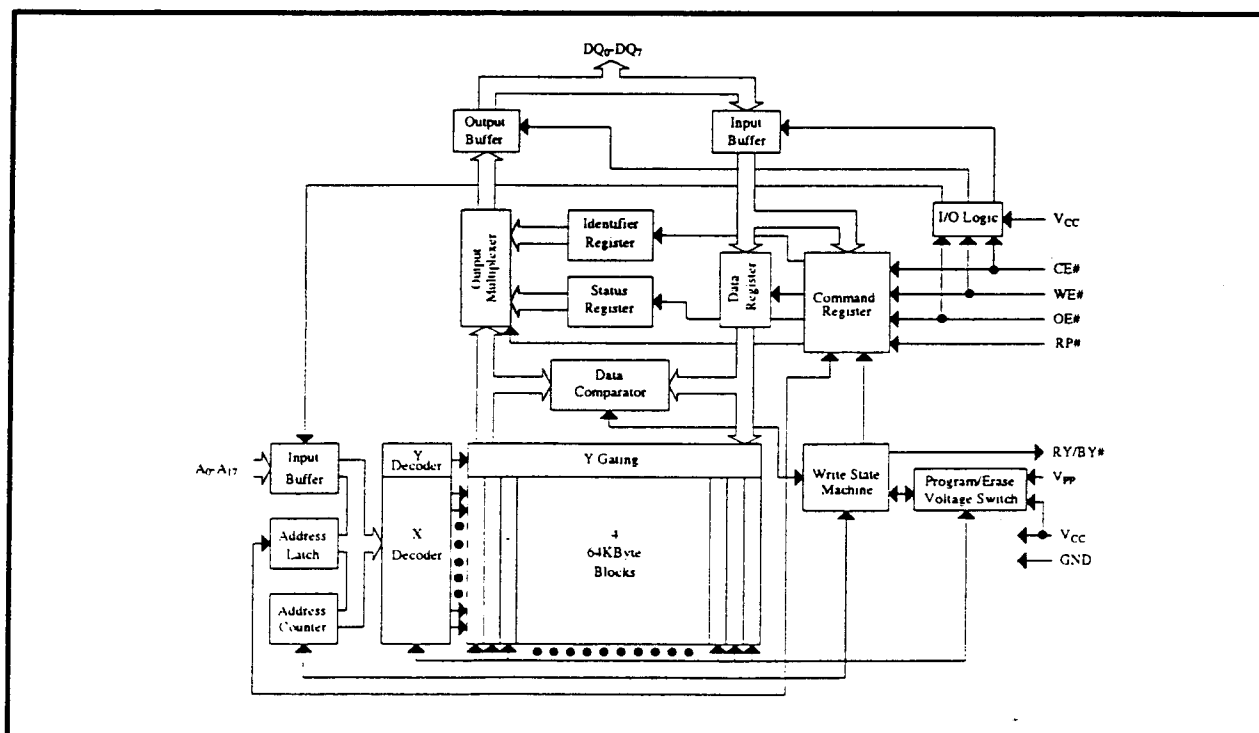 DQ0-DQ7
Output
Buffer
Input
Buffer
I/O Logic
VCC
Output
Multiplexer
Identifier
Register
Status
Register
Data
Register
Command
Register
CE#
WE#
OE#
RP#
Data
Comparator
A0-A17
Input
Buffer
Y
Decoder
Y Gating
Write State
Machine
RY/BY#
Program/Erase
Voltage Switch
VPP
VCC
GND
Address
Latch
X
Decoder
4
64KByte
Blocks
Address
Counter